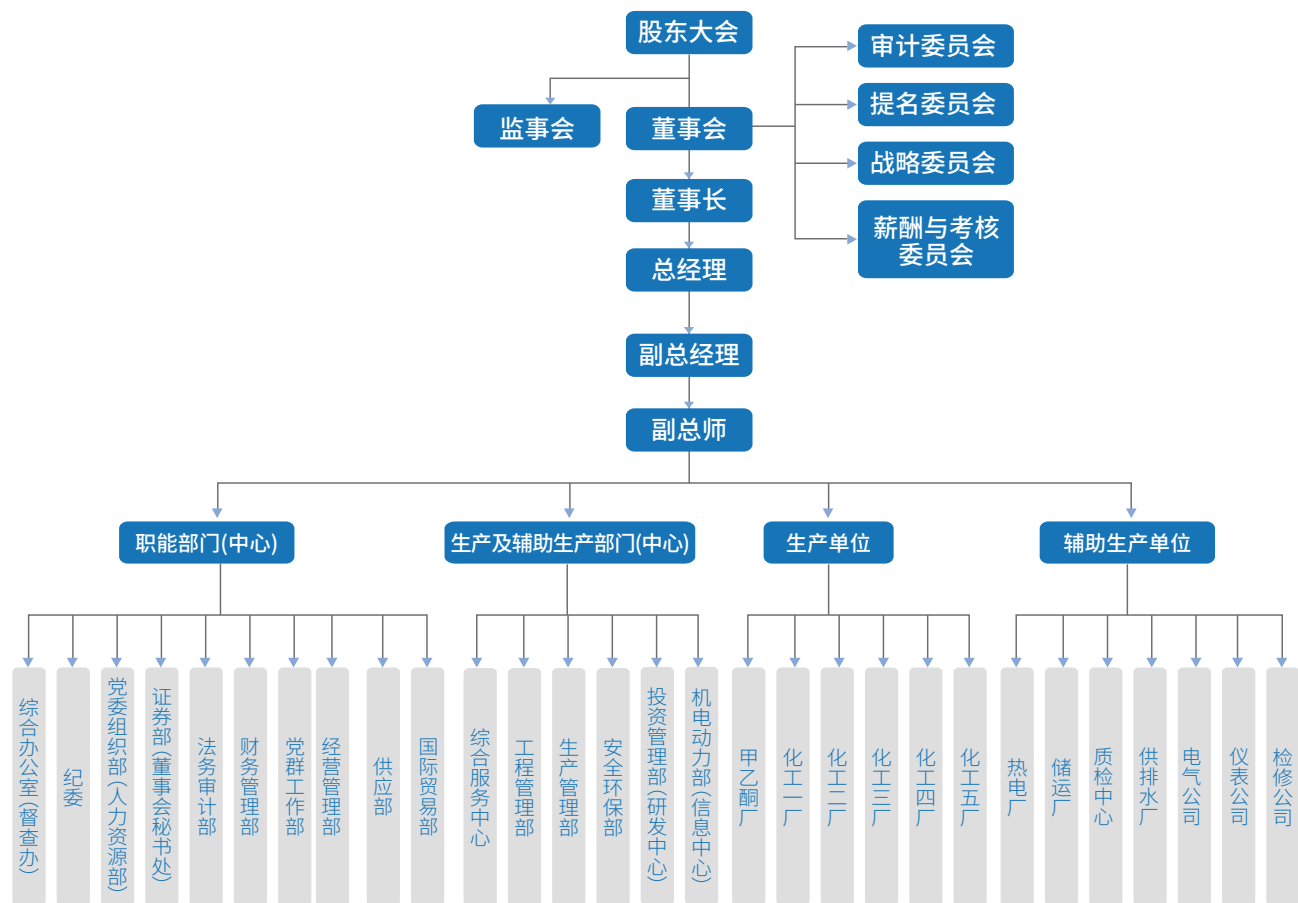 股东大会
审计委员会
提名委员会
监事会
董事会
战略委员会
董事长
薪酬与考核
委员会
总经理
副总经理
副总师
职能部门(中心)
生产及辅助生产部门(中心)
生产单位
辅助生产单位
综合办公室(督查办)
纪委
党委组织部(人力资源部)
证券部(董事会秘书处)
法务审计部
财务管理部
党群工作部
经营管理部
供应部
国际贸易部
综合服务中心
工程管理部
生产管理部
安全环保部
投资管理部(研发中心)
机电动力部(信息中心)
甲乙酮厂
化工一厂
化工二厂
化工三厂
化工四厂
化工五厂
热电厂
储运厂
质检中心
供排水厂
电气公司
仪表公司
检修公司